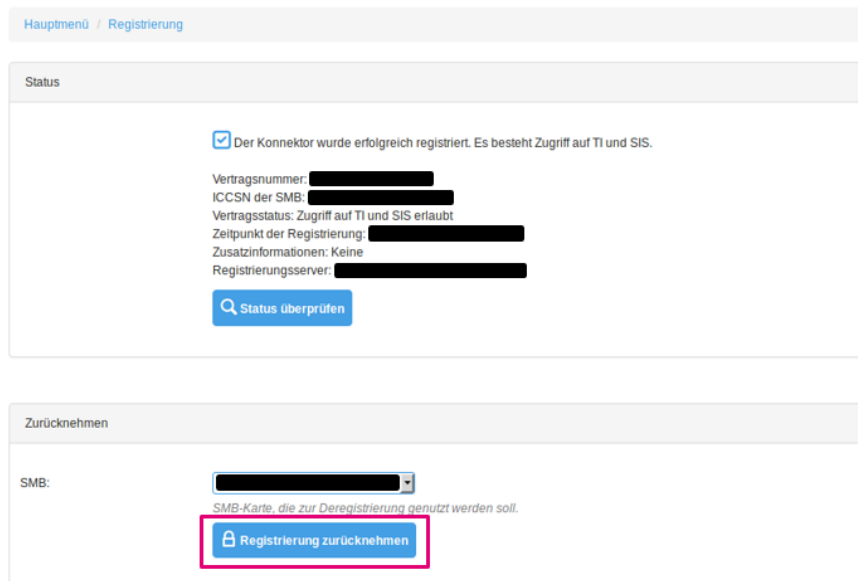 Hauptmenü / Registrierung
Status
Der Konnektor wurde erfolgreich registriert. Es besteht Zugriff auf TI und SIS.
Vertragsnummer:
ICCSN der SMB:
Vertragsstatus: Zugriff auf TI und SIS erlaubt
Zeitpunkt der Registrierung:
Zusatzinformationen: Keine
Registrierungsserver:
Status überprüfen
Zurücknehmen
SMB:
SMB-Karte, die zur Deregistrierung genutzt werden soll.
Registrierung zurücknehmen